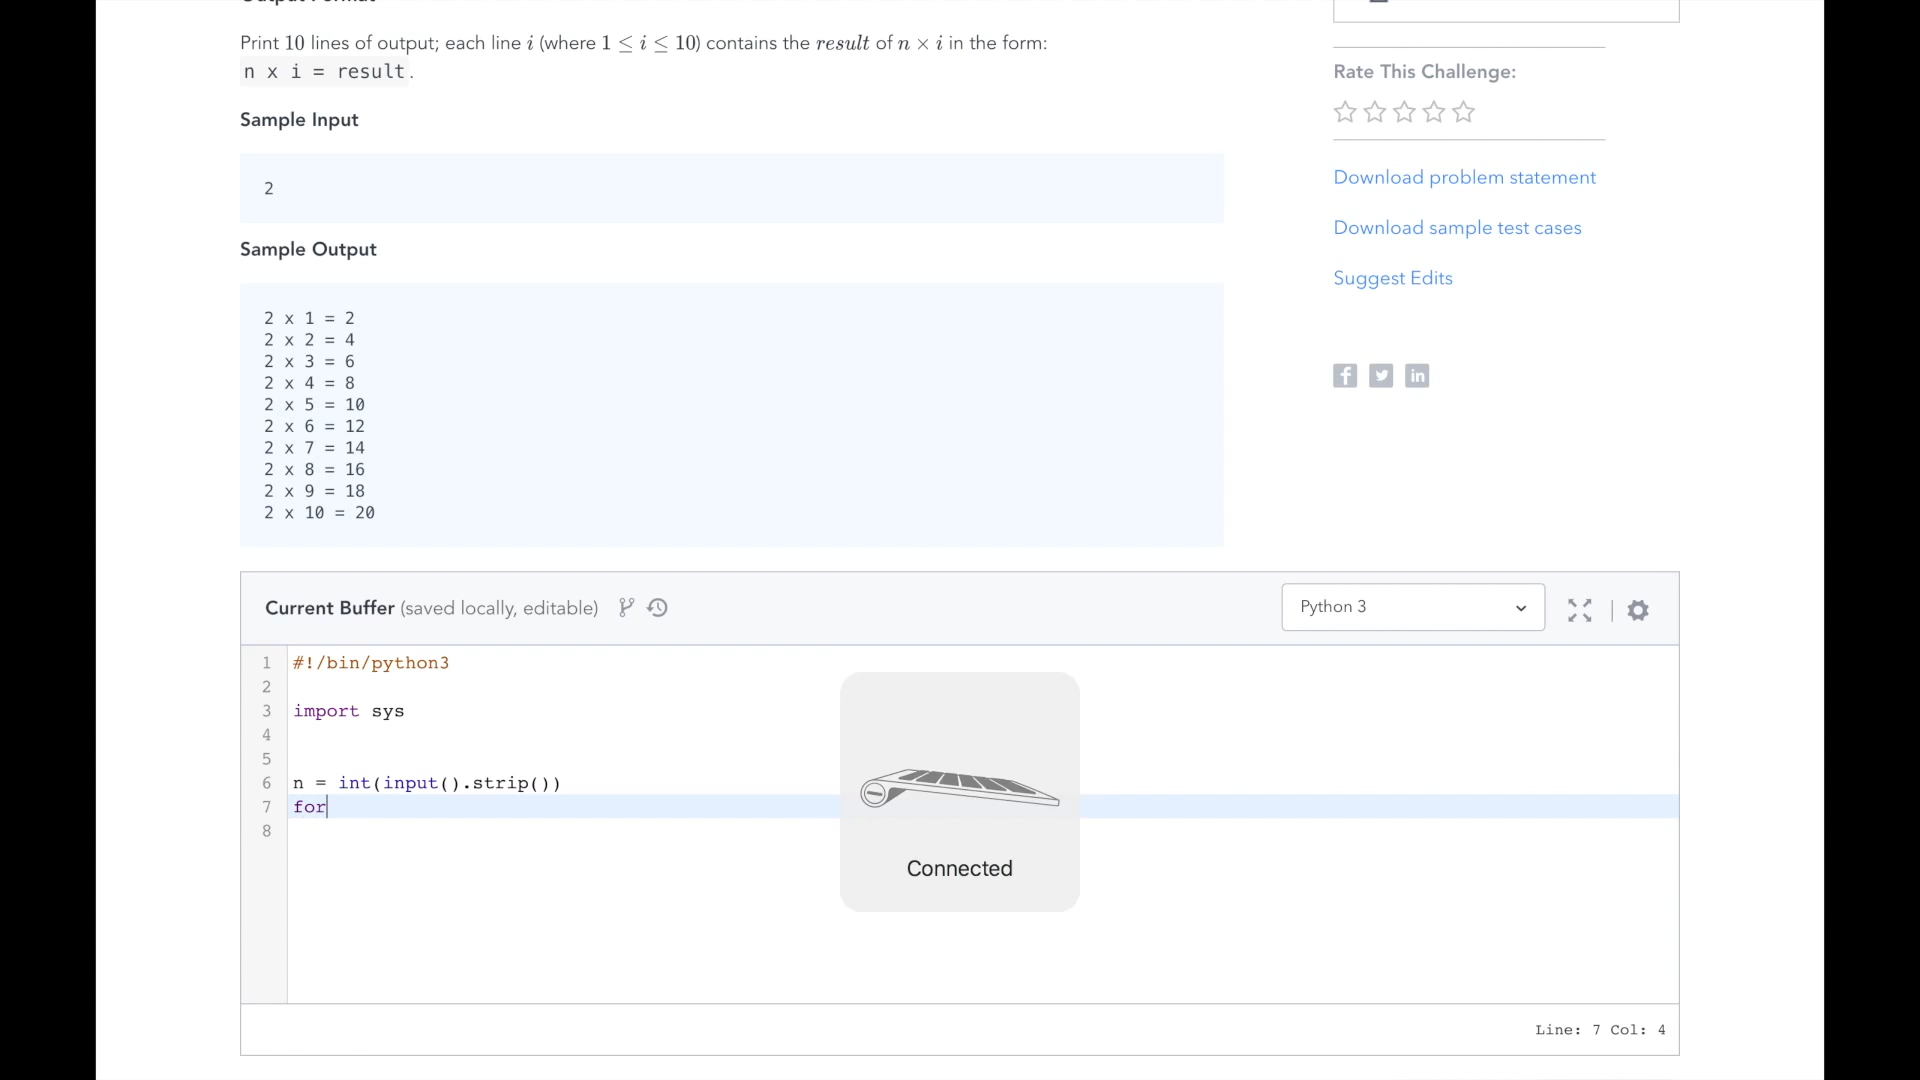 Output Format
Print 10 lines of output; each line i (where 1 ≤ i ≤ 10) contains the result of n × i in the form:
n x i = result.
Sample Input
2
Sample Output
2 x 1 = 2
2 x 2 = 4
2 x 3 = 6
2 x 4 = 8
2 x 5 = 10
2 x 6 = 12
2 x 7 = 14
2 x 8 = 16
2 x 9 = 18
2 x 10 = 20
Rate This Challenge:
Download problem statement
Download sample test cases
Suggest Edits
f
in
Current Buffer (saved locally, editable)
Python 3
1 #!/bin/python3
2
3 import sys
4
5
6 n = int(input().strip())
7 for
8
Connected
Line: 7 Col: 4